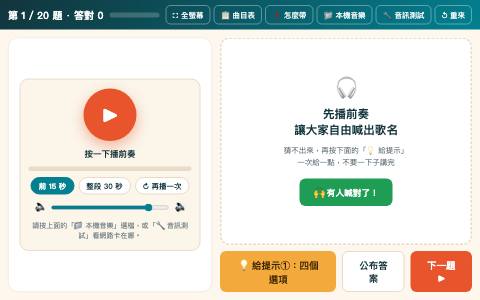 第 1 / 20 題 · 答對 0
全螢幕
曲目表
怎麼帶
本機音樂
音訊測試
重來
按一下播前奏
前 15 秒
整段 30 秒
再播一次
請按上面的「📁 本機音樂」選檔，或「🔧 音訊測
試」看網路卡在哪。
先播前奏
讓大家自由喊出歌名
猜不出來，再按下面的「💡 給提示」
一次給一點，不要一下子講完
🙌 有人喊對了！
💡 給提示①：四個
選項
公布答
案
下一題
▶